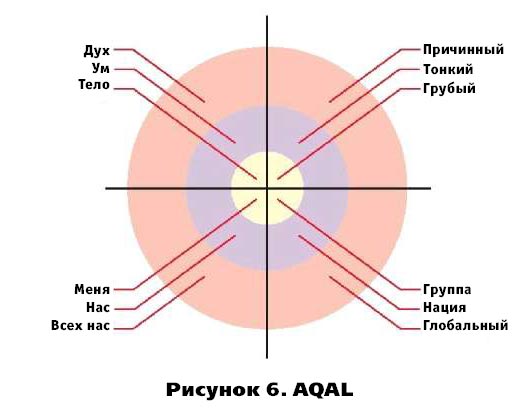 Дух
Ум
Тело
Причинный
Тонкий
Грубый
Меня
Нас
Всех нас
Группа
Нация
Глобальный
Рисунок 6. AQAL